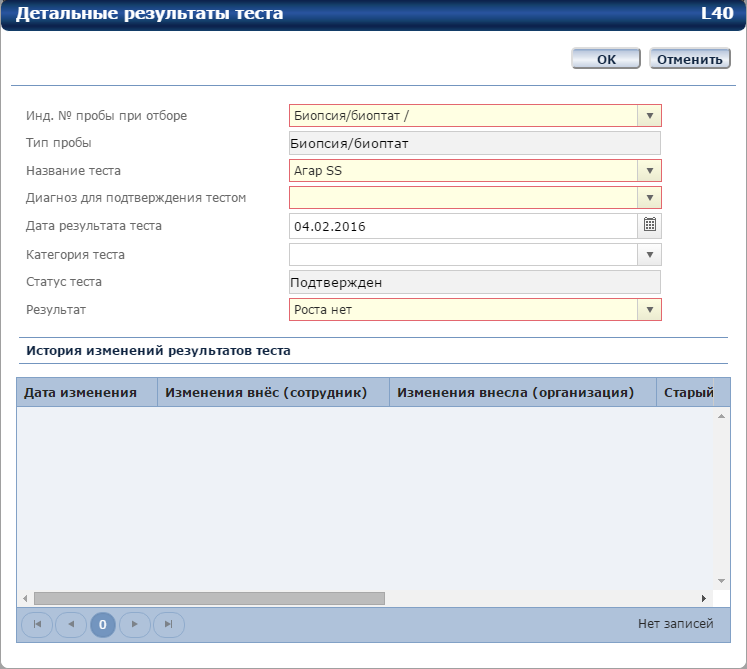 Детальные результаты теста L40
ОК Отменить
Инд. № пробы при отборе Биопсия/биоптат /
Тип пробы Биопсия/биоптат
Название теста Агар SS
Диагноз для подтверждения тестом
Дата результата теста 04.02.2016
Категория теста
Статус теста Подтвержден
Результат Роста нет
История изменений результатов теста
Дата изменения Изменения внёс (сотрудник) Изменения внесла (организация) Старый
0 Нет записей